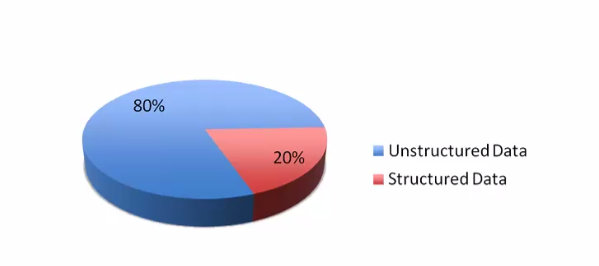 80%
20%
Unstructured Data
Structured Data